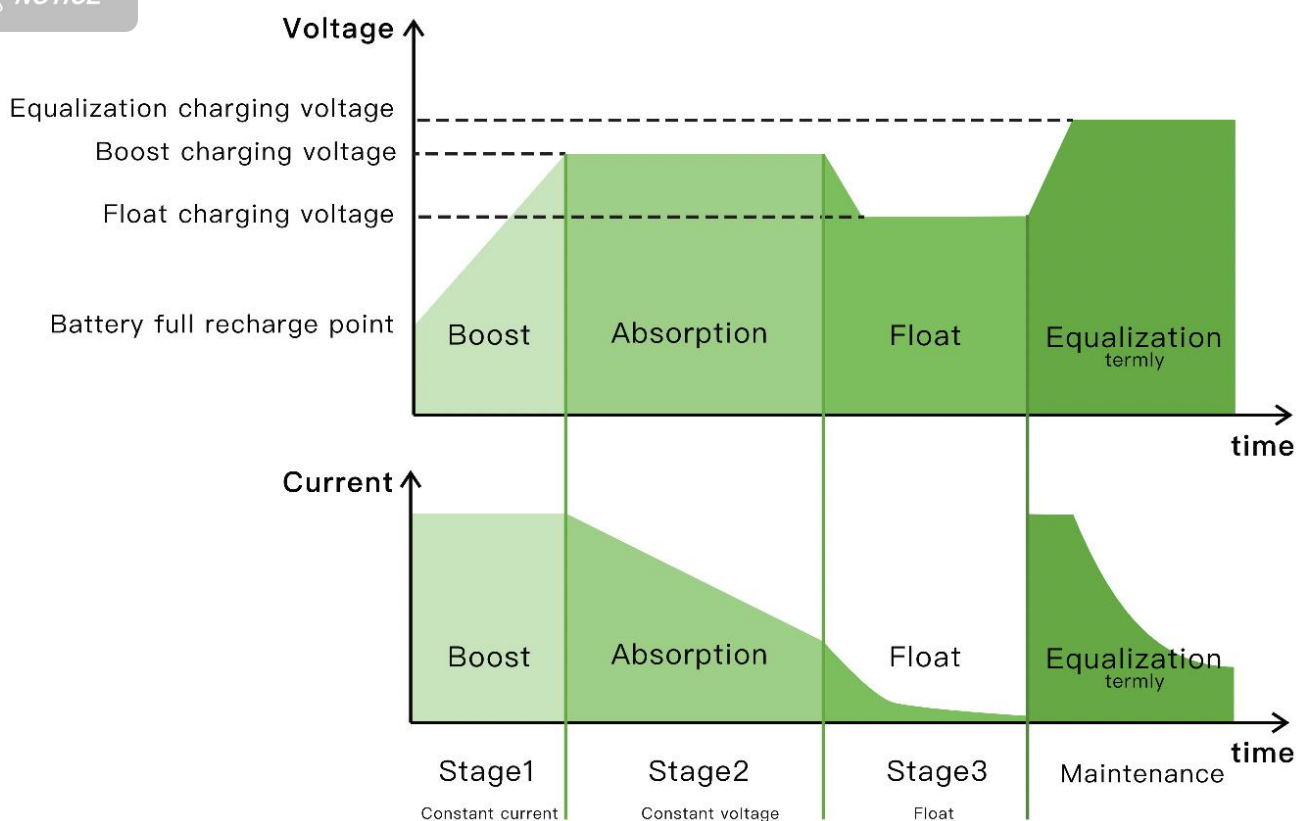 NOTICE
Voltage
Equalization charging voltage
Boost charging voltage
Float charging voltage
Battery full recharge point
Boost
Absorption
Float
Equalization
termly
time
Current
Boost
Absorption
Float
Equalization
termly
time
Stage1
Stage2
Stage3
Maintenance
Constant current
Constant voltage
Float